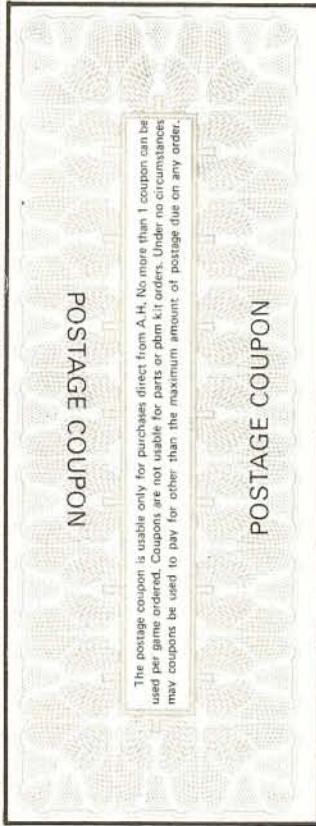 POSTAGE COUPON
The postage coupon is usable only for purchases direct from A.H. No more than 1 coupon can be
used per game ordered. Coupons are not usable for parts or pbm kit orders. Under no circumstances
may coupons be used to pay for other than the maximum amount of postage due on any order.
POSTAGE COUPON